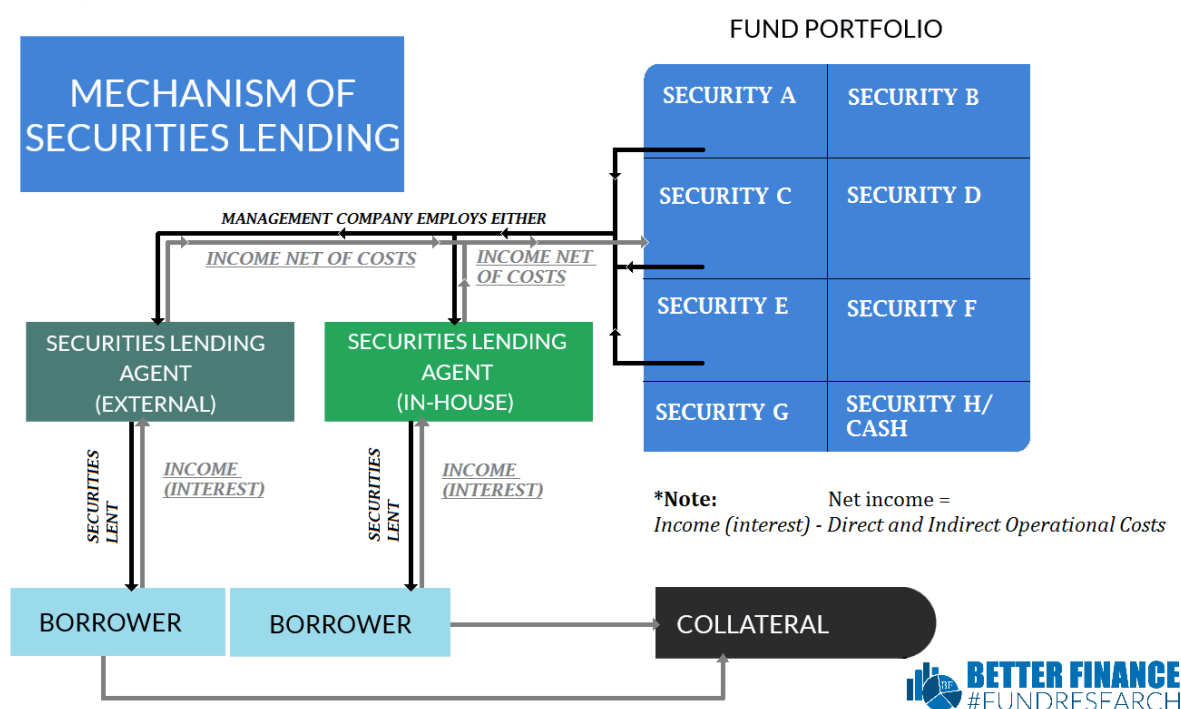 FUND PORTFOLIO
MECHANISM OF
SECURITIES LENDING
SECURITY A
SECURITY B
SECURITY C
SECURITY D
SECURITY E
SECURITY F
SECURITY G
SECURITY H/
CASH
MANAGEMENT COMPANY EMPLOYS EITHER
INCOME NET OF COSTS
INCOME NET
OF COSTS
SECURITIES LENDING
AGENT
(EXTERNAL)
SECURITIES LENDING
AGENT
(IN-HOUSE)
SECURITIES
LENT
INCOME
(INTEREST)
SECURITIES
LENT
INCOME
(INTEREST)
*Note: Net income =
Income (interest) - Direct and Indirect Operational Costs
BORROWER
BORROWER
COLLATERAL
BF
BETTER FINANCE
#FUNDRESEARCH